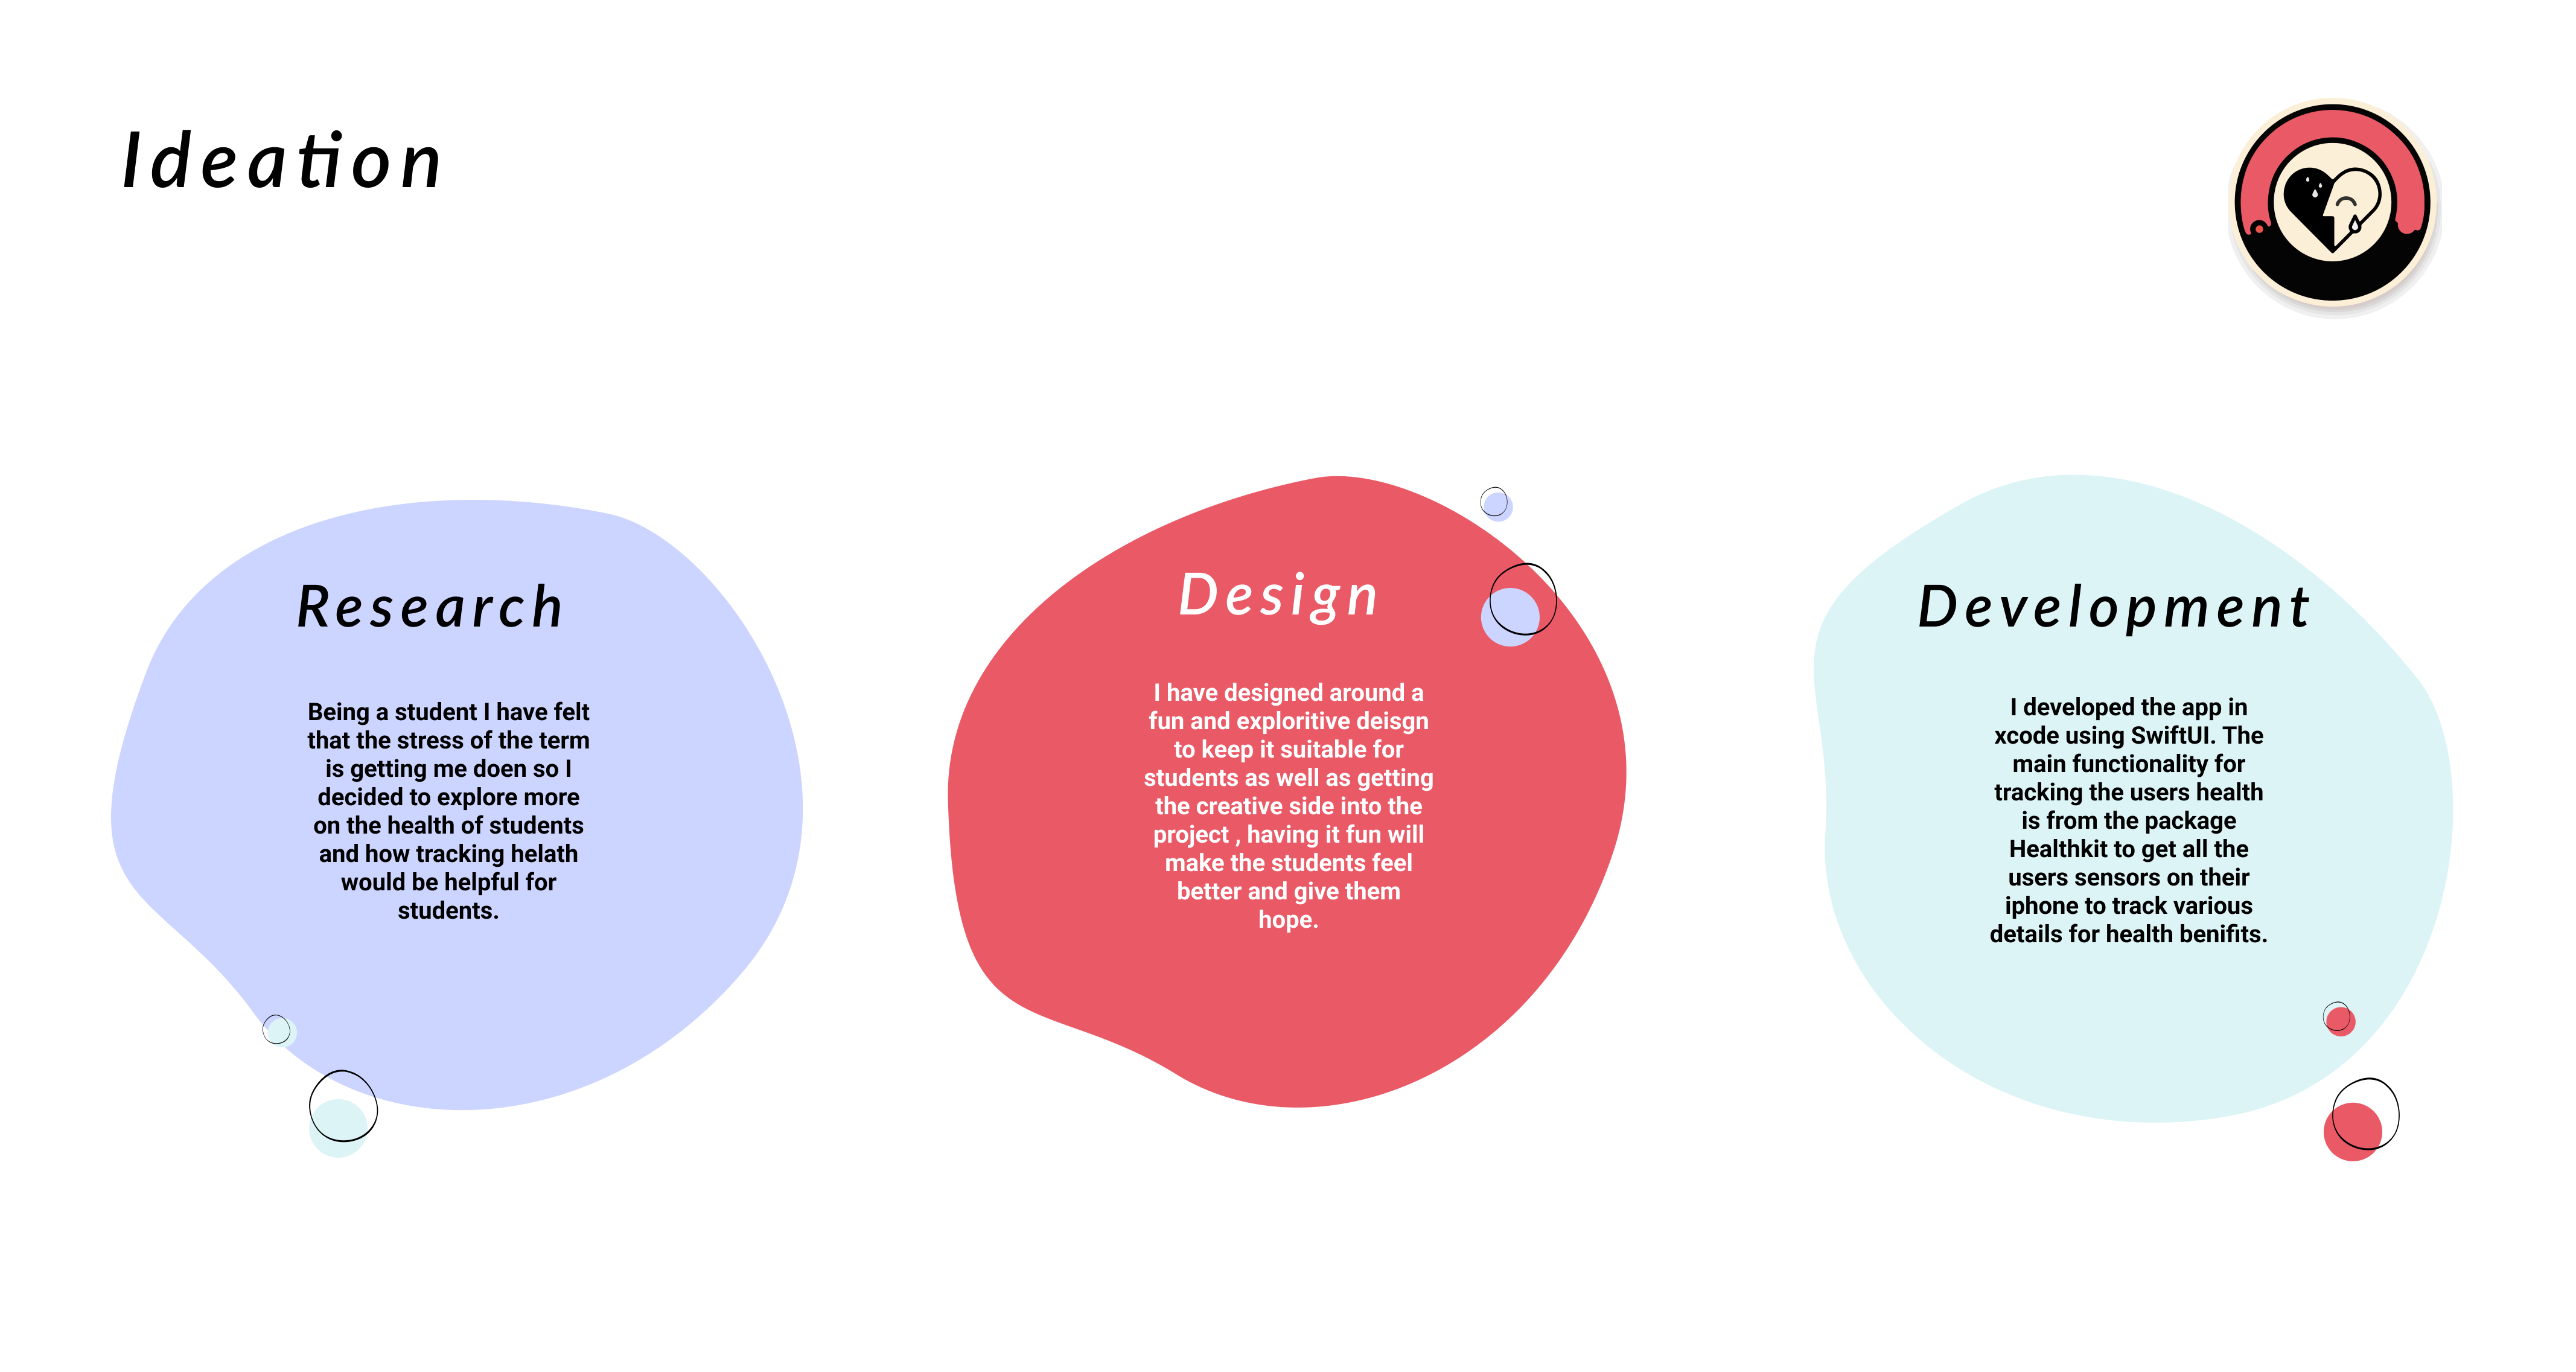 Ideation
Research
Being a student I have felt
that the stress of the term
is getting me doen so I
decided to explore more
on the health of students
and how tracking helath
would be helpful for
students.
Design
I have designed around a
fun and exploritive deisgn
to keep it suitable for
students as well as getting
the creative side into the
project , having it fun will
make the students feel
better and give them
hope.
Development
I developed the app in
xcode using SwiftUI. The
main functionality for
tracking the users health
is from the package
Healthkit to get all the
users sensors on their
iphone to track various
details for health benifits.